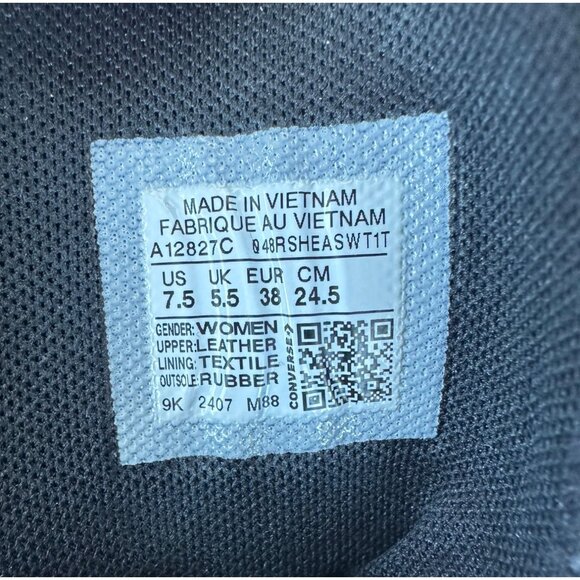 MADE IN VIETNAM
FABRIQUE AU VIETNAM
A12827C 048RSHEASWT1T
US UK EUR CM
7.5 5.5 38 24.5
GENDER: WOMEN
UPPER: LEATHER
LINING: TEXTILE
OUTSOLE: RUBBER
9K 2407 M88
CONVERSE